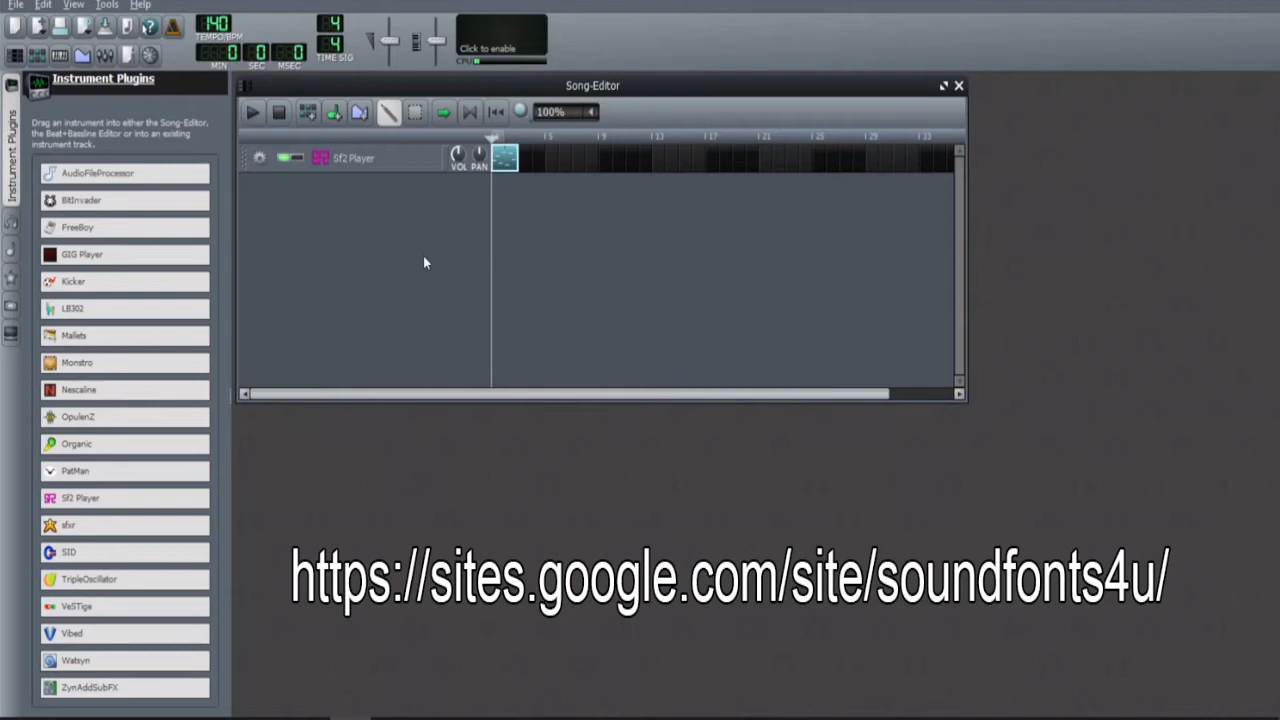 File Edit View Tools Help
140
TEMPO/BPM
4
4
TIME SIG
0 0 0
MIN SEC MSEC
Click to enable
CPU
Instrument Plugins
Instrument Plugins
Drag an instrument into either the Song-Editor,
the Beat+Bassline Editor or into an existing
instrument track.
AudioFileProcessor
BitInvader
FreeBoy
GIG Player
Kicker
LB302
Mallets
Monstro
Nescaline
OpulenZ
Organic
PatMan
Sf2 Player
sfxr
SID
TripleOscillator
VeSTige
Vibed
Watsyn
ZynAddSubFX
Song-Editor
100%
5 9 13 17 21 25 29 33
Sf2 Player
VOL PAN
https://sites.google.com/site/soundfonts4u/